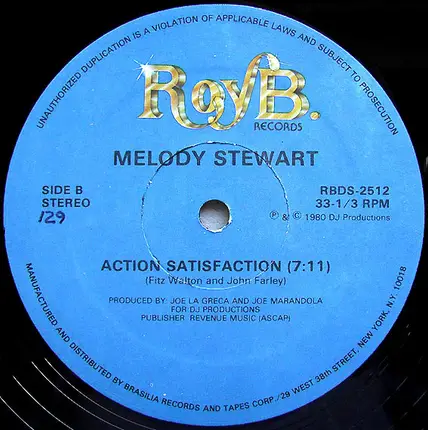 UNAUTHORIZED DUPLICATION IS A VIOLATION OF APPLICABLE LAWS AND SUBJECT TO PROSECUTION
Roy B.
RECORDS
MELODY STEWART
SIDE B
STEREO
129
RBDS-2512
33-1/3 RPM
℗ & © 1980 DJ Productions
ACTION SATISFACTION (7:11)
(Fitz Walton and John Farley)
PRODUCED BY: JOE LA GRECA AND JOE MARANDOLA
FOR DJ PRODUCTIONS
PUBLISHER: REVENUE MUSIC (ASCAP)
MANUFACTURED AND DISTRIBUTED BY BRASILIA RECORDS AND TAPES CORP./29 WEST 38th STREET, NEW YORK, N.Y. 10018